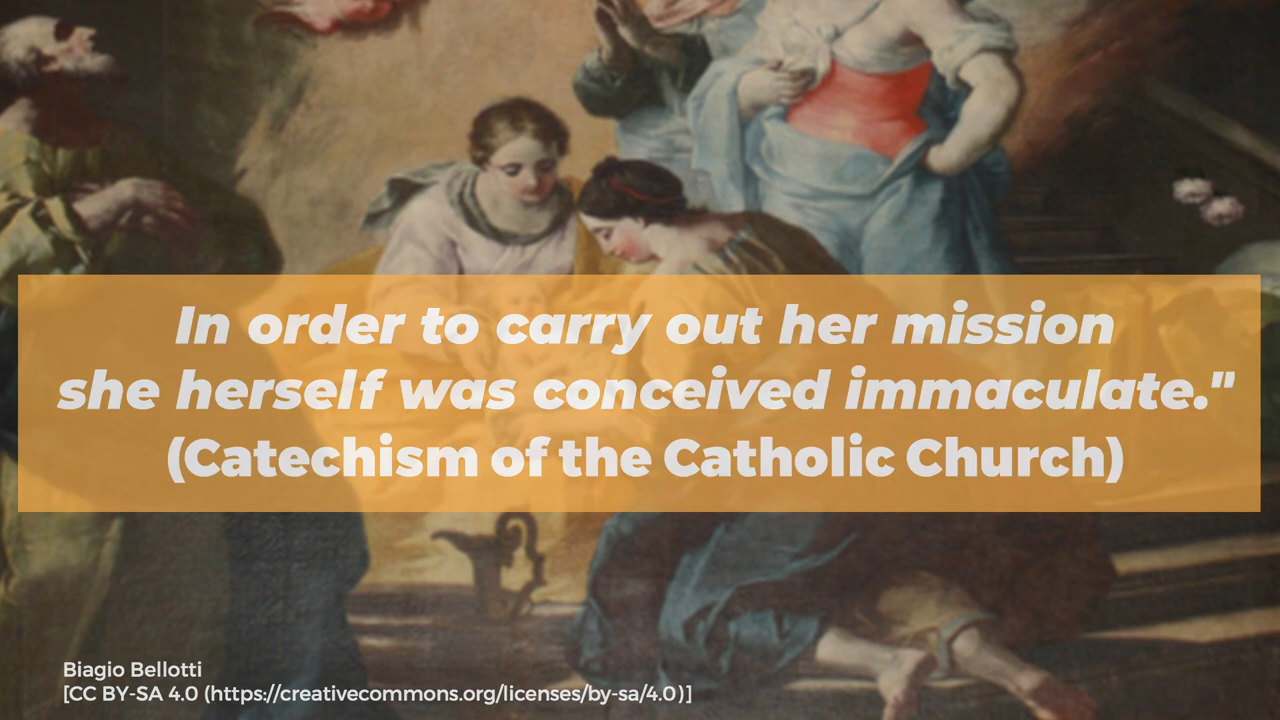 In order to carry out her mission
she herself was conceived immaculate."
(Catechism of the Catholic Church)
Biagio Bellotti
[CC BY-SA 4.0 (https://creativecommons.org/licenses/by-sa/4.0)]